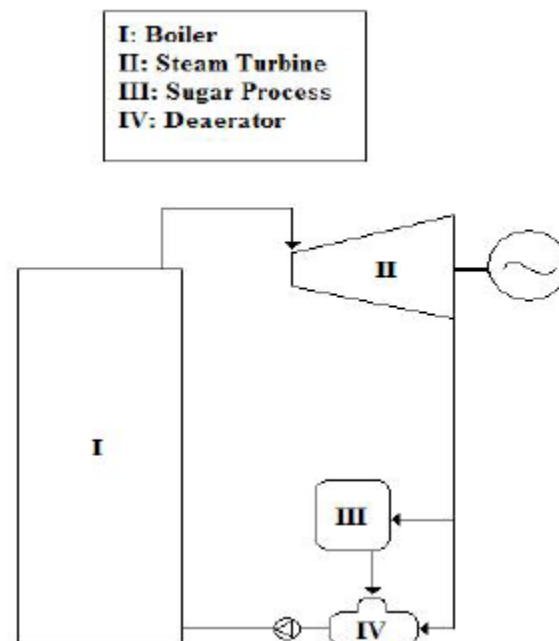 I: Boiler
II: Steam Turbine
III: Sugar Process
IV: Deaerator
II
I
III
IV